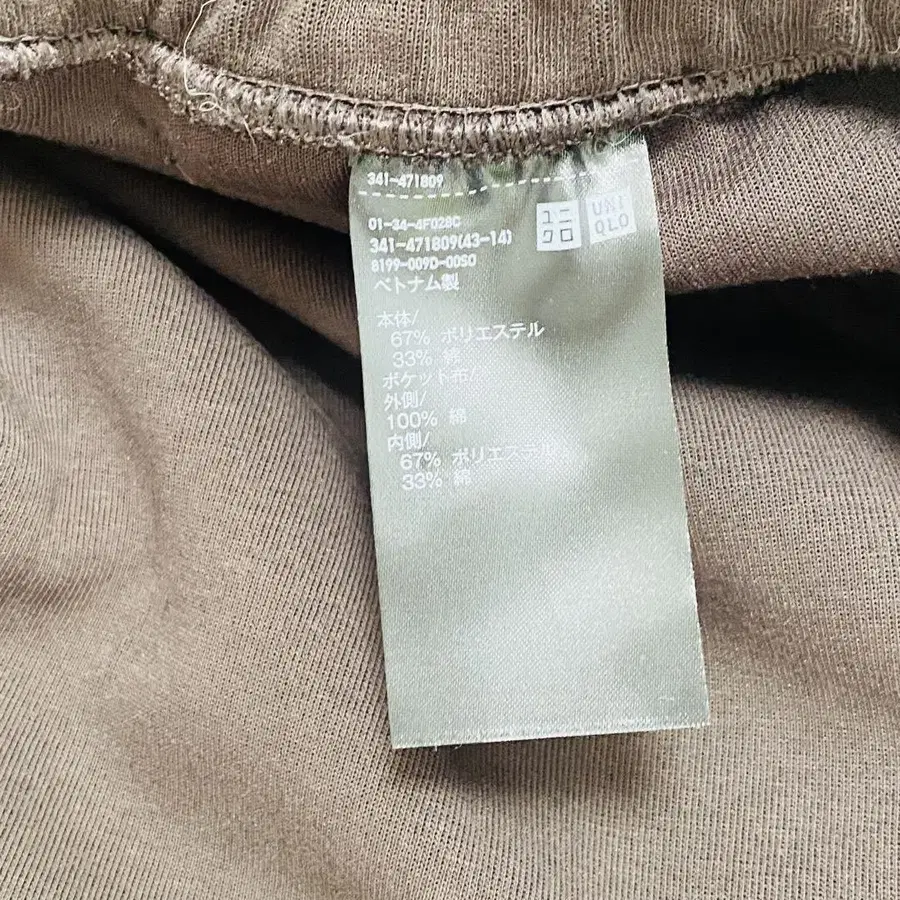 341-471809
01-34-4F028C
341-471809(43-14)
8199-009D-00SO
ベトナム製
ユニ
クロ
UNI
QLO
本体/
67% ポリエステル
33% 綿
ポケット布/
外側/
100% 綿
内側/
67% ポリエステル
33% 綿